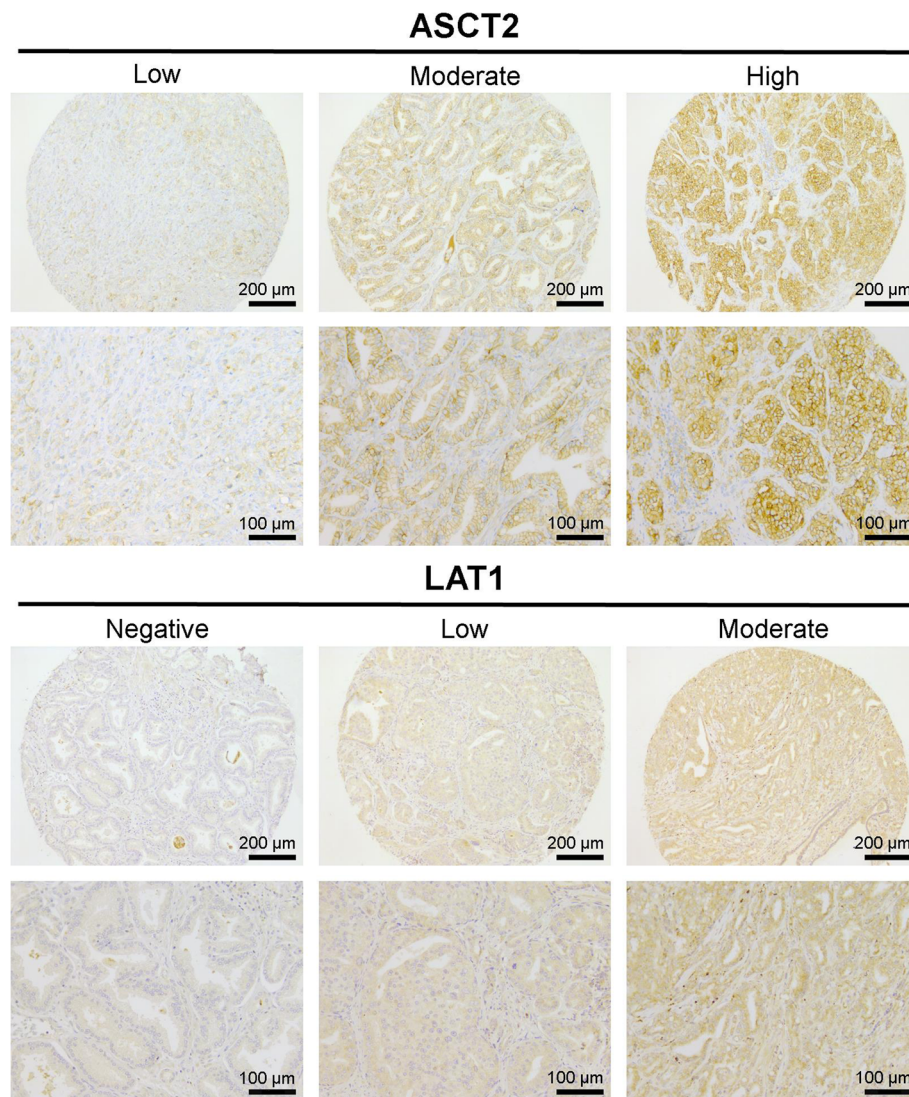 ASCT2
Low Moderate High
200 µm 200 µm 200 µm
100 µm 100 µm 100 µm
LAT1
Negative Low Moderate
200 µm 200 µm 200 µm
100 µm 100 µm 100 µm